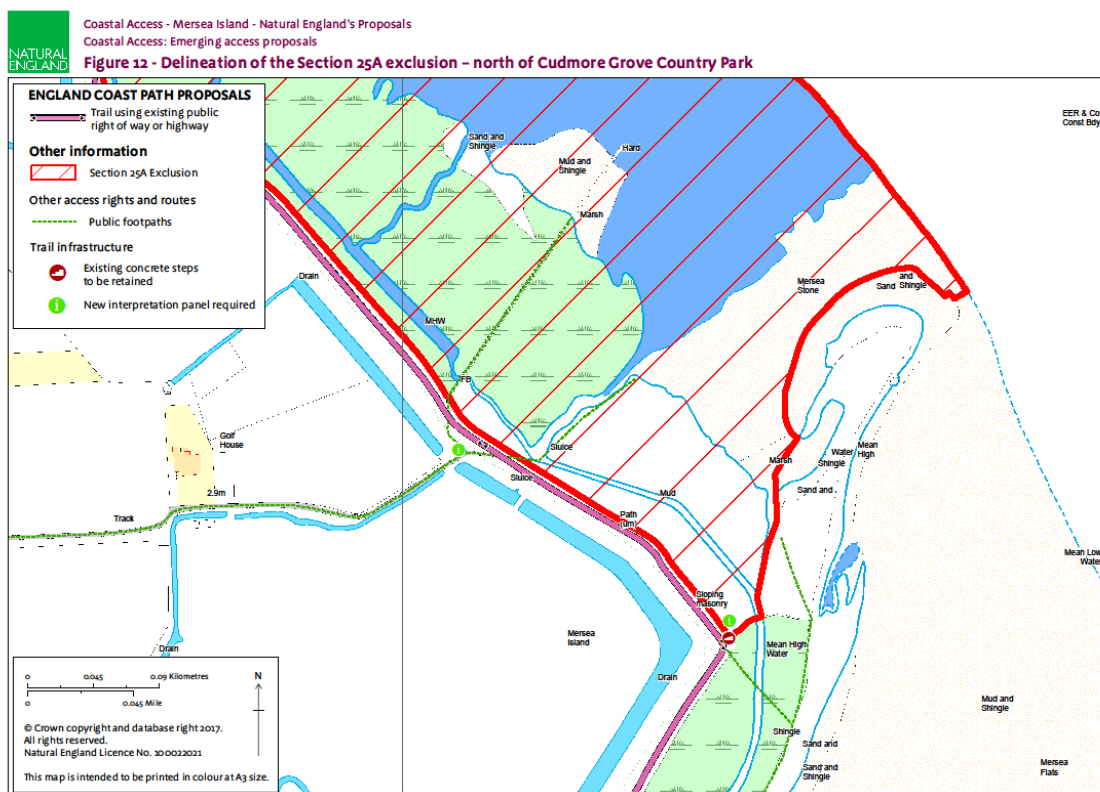 NATURAL
ENGLAND
Coastal Access - Mersea Island - Natural England's Proposals
Coastal Access: Emerging access proposals
Figure 12 - Delineation of the Section 25A exclusion – north of Cudmore Grove Country Park
ENGLAND COAST PATH PROPOSALS
Trail using existing public
right of way or highway
Other information
Section 25A Exclusion
Other access rights and routes
Public footpaths
Trail infrastructure
Existing concrete steps
to be retained
i
New interpretation panel required
EER & Co
Const Bdy
Sand and
Shingle
Hard
Mud and
Shingle
Marsh
Drain
Mersea
Stone
Sand
and
Shingle
MHW
FB
Golf
House
Sluice
Sluice
i
Marsh
Water
Shingle
Mean
High
Sand and
2.9m
Mud
Track
Path
(um)
Mean Low
Water
Sloping
masonry
i
Mersea
Island
Mean High
Water
Drain
Drain
Mud and
Shingle
Shingle
Sand and
Sand and
Shingle
Mersea
Flats
0 0.045 0.09 Kilometres
0 0.045 Mile
N
© Crown copyright and database right 2017.
All rights reserved.
Natural England Licence No. 100022021
This map is intended to be printed in colour at A3 size.